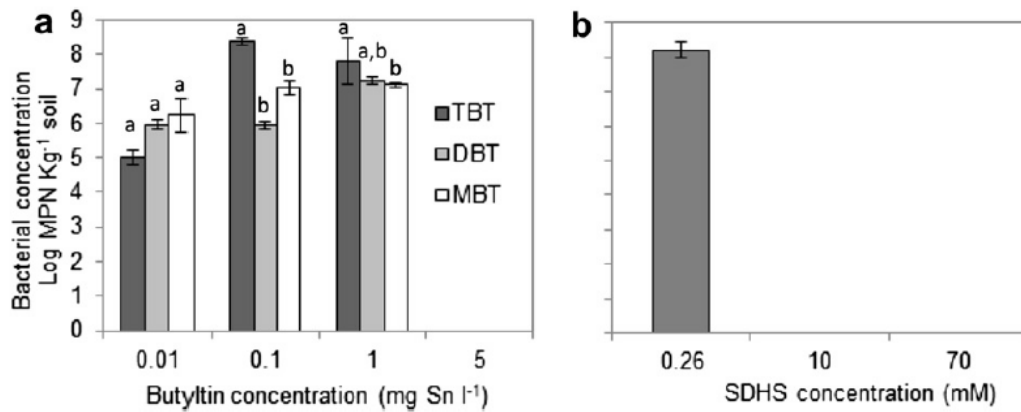 a
9
8
7
6
5
4
3
2
1
0
Bacterial concentration
Log MPN Kg⁻¹ soil
a a a
a b b
a a,b b
TBT
DBT
MBT
0.01 0.1 1 5
Butyltin concentration (mg Sn l⁻¹)
b
0.26 10 70
SDHS concentration (mM)